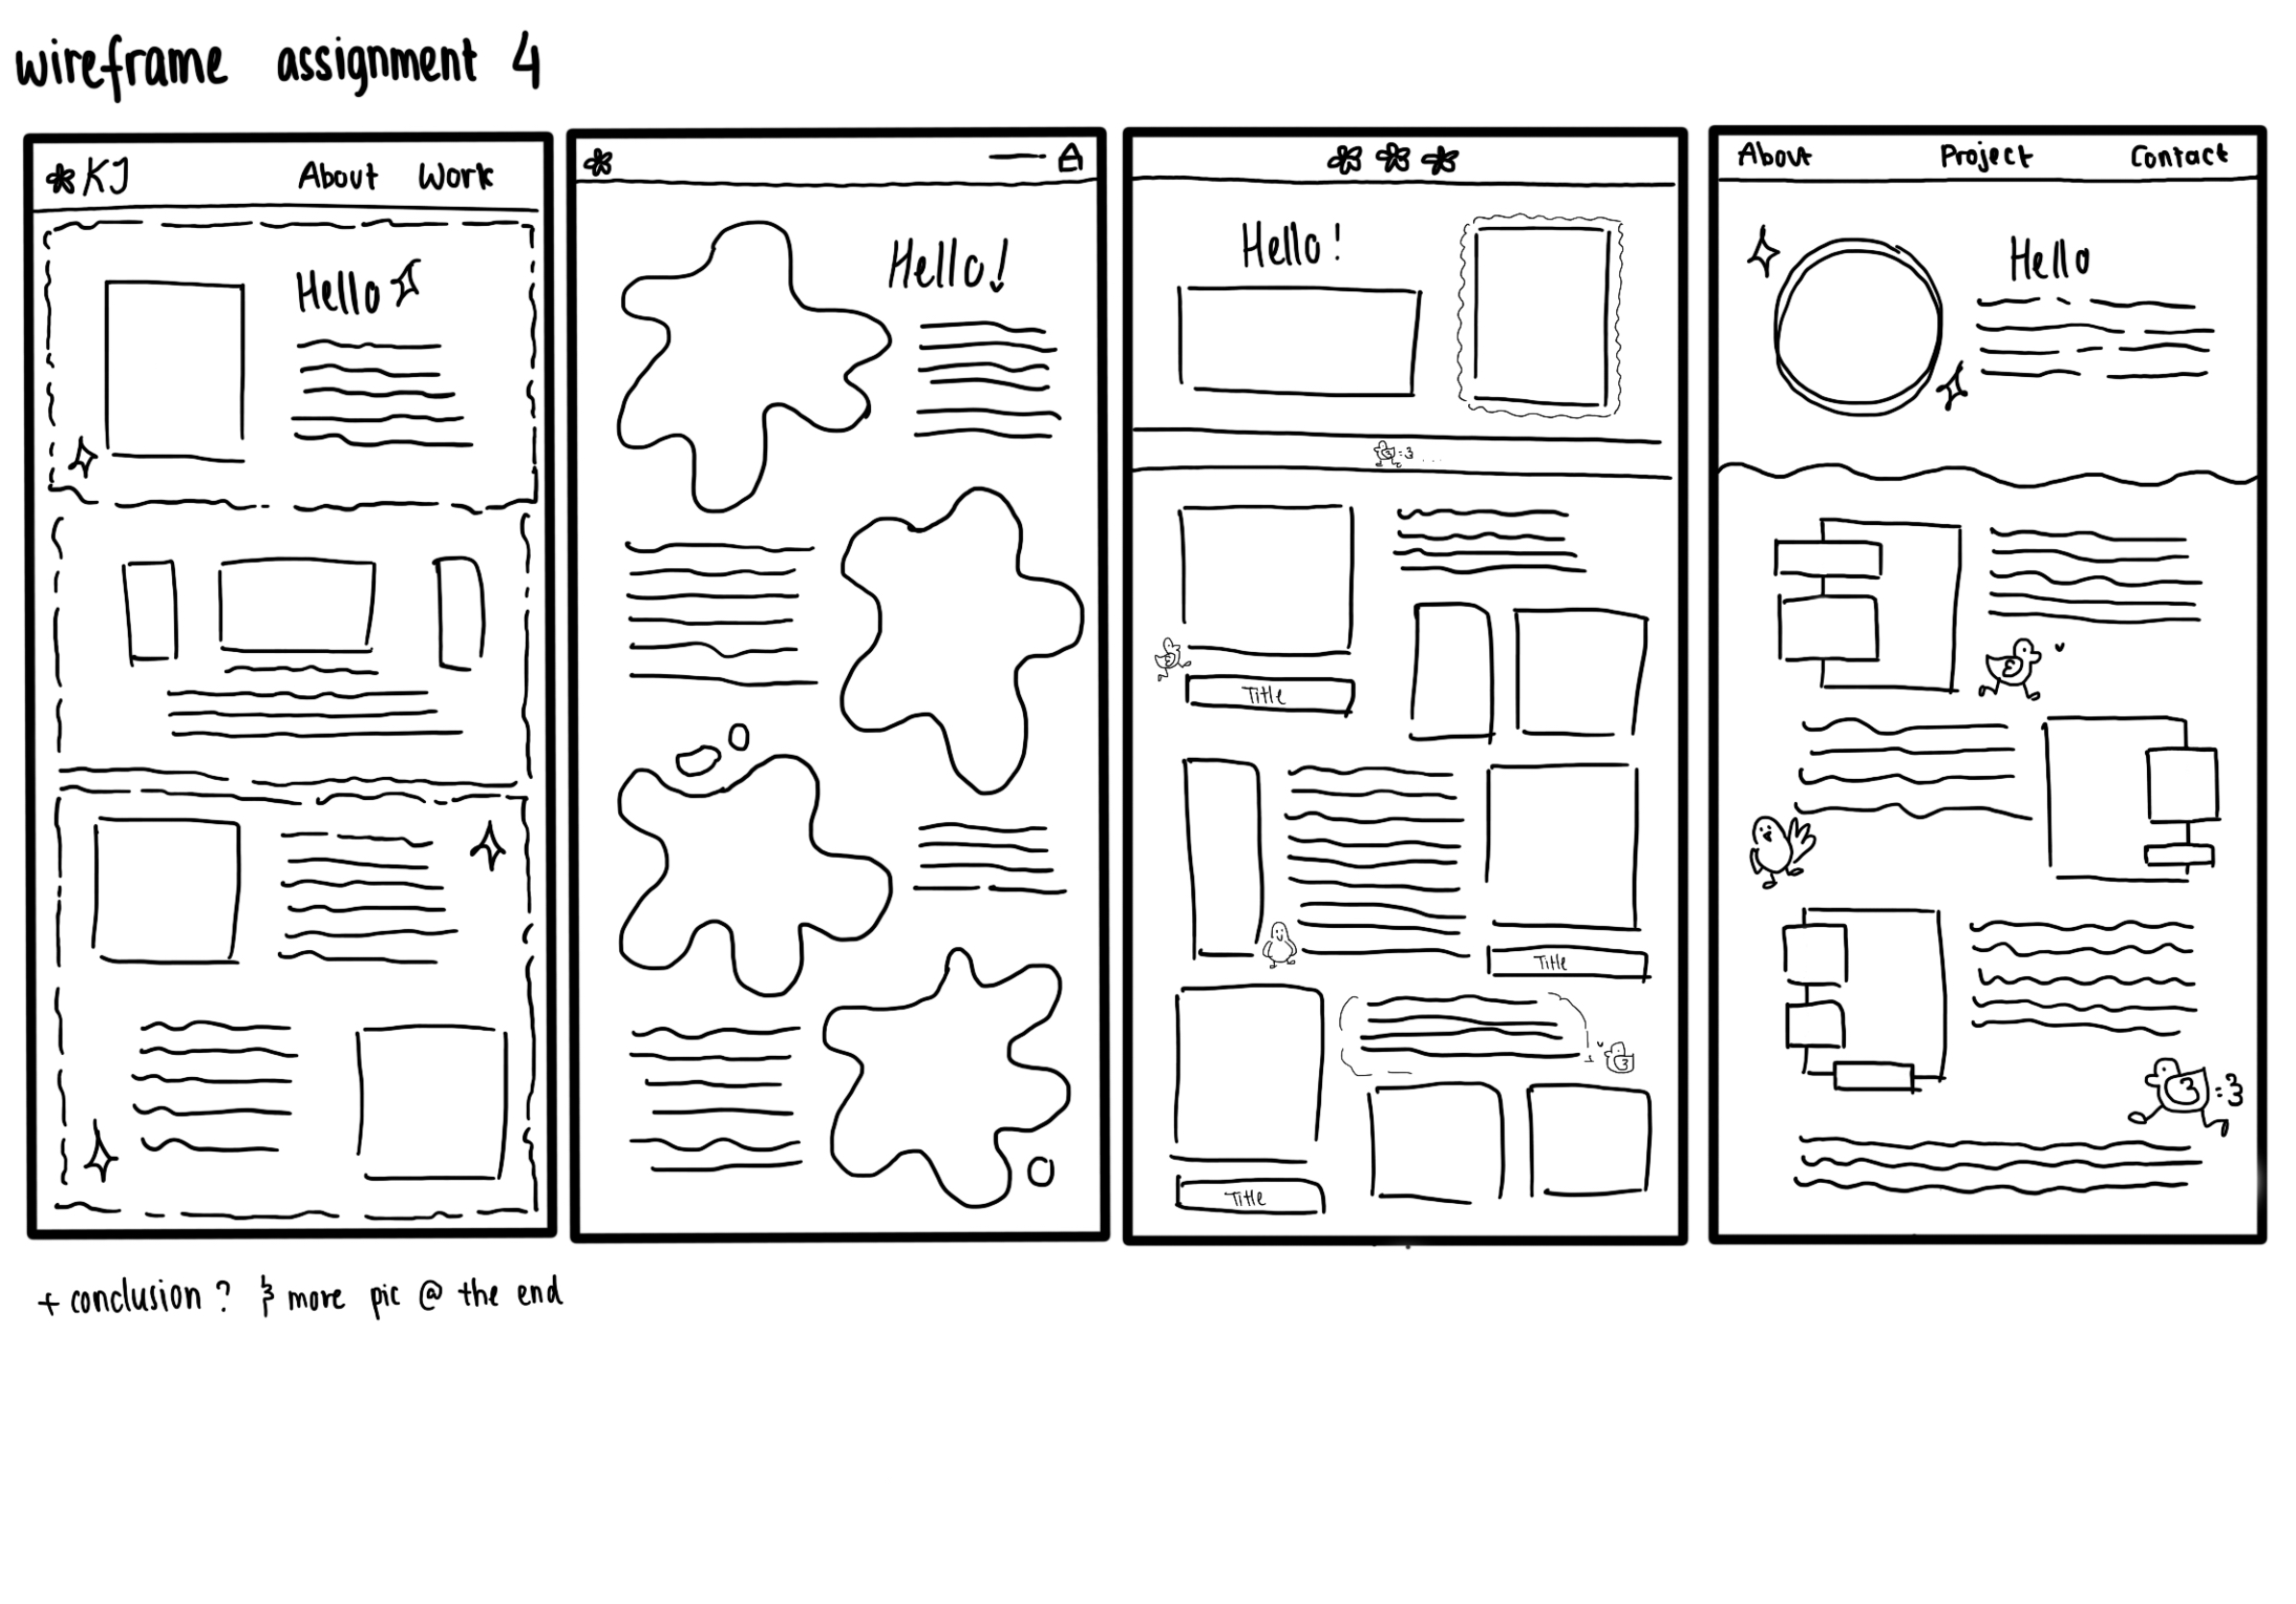 wireframe assignment 4
KJ About Work
Hello
Hello!
Hello!
:3 ...
Title
Title
Title
About Project Contact
Hello
3 :3
+ conclusion? & more pic @ the end